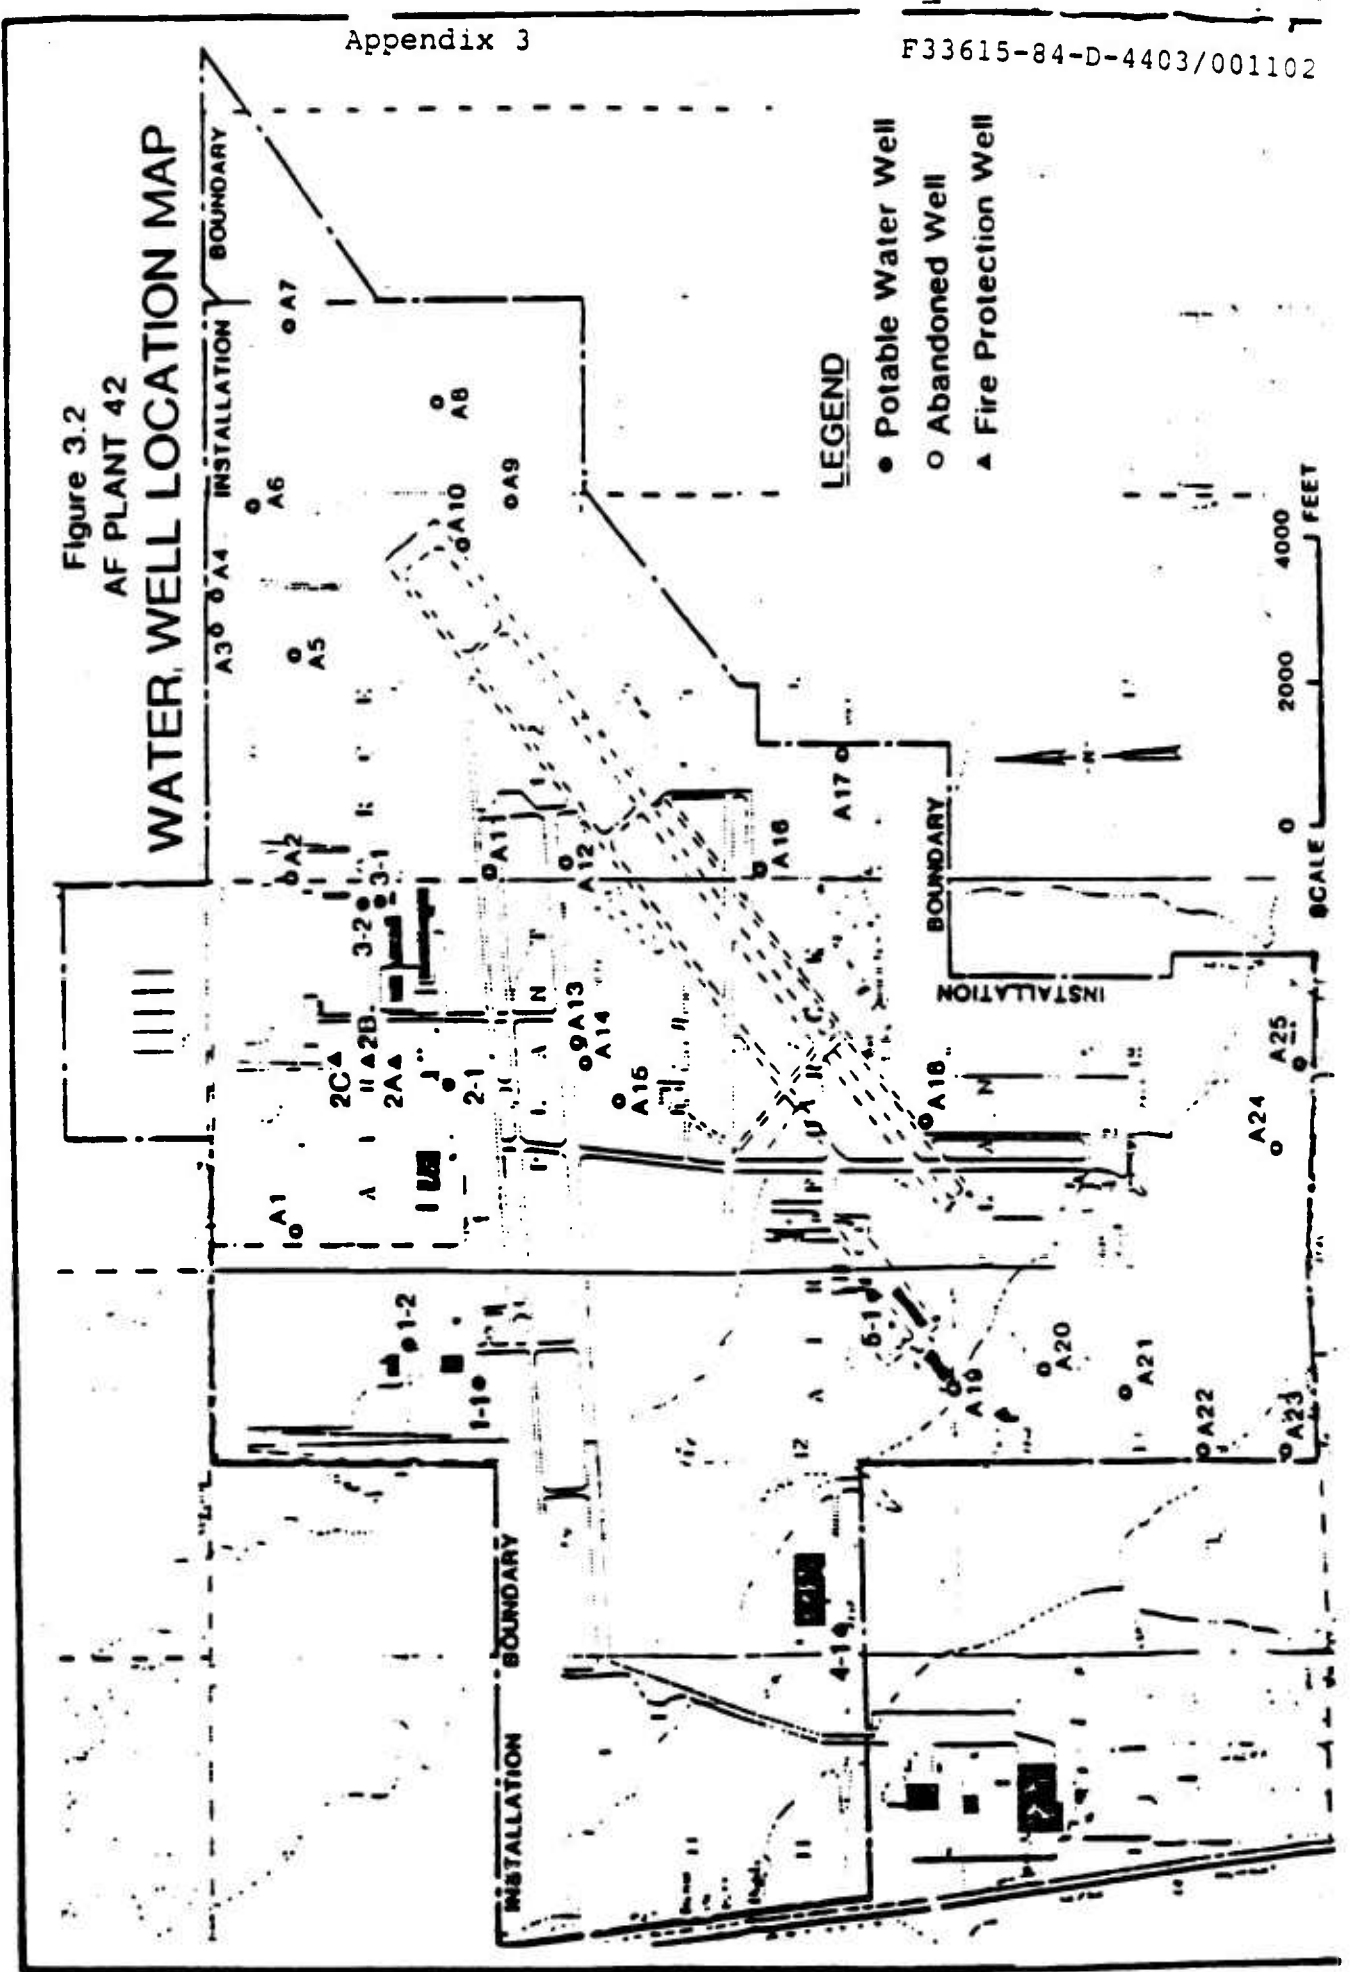 Appendix 3
F33615-84-D-4403/001102
Figure 3.2
AF PLANT 42
WATER WELL LOCATION MAP
INSTALLATION BOUNDARY
A7
A6
A8
A9
A10
A4
A3
A5
A2
3-1
3-2
A11
A12
A16
A17
2C
2B
2A
2-1
A13
A14
A15
A18
A1
1-2
1-1
5-1
A19
A20
A21
A22
A23
A24
A25
4-1
INSTALLATION BOUNDARY
INSTALLATION BOUNDARY
LEGEND
Potable Water Well
Abandoned Well
Fire Protection Well
N
0 2000 4000
SCALE FEET